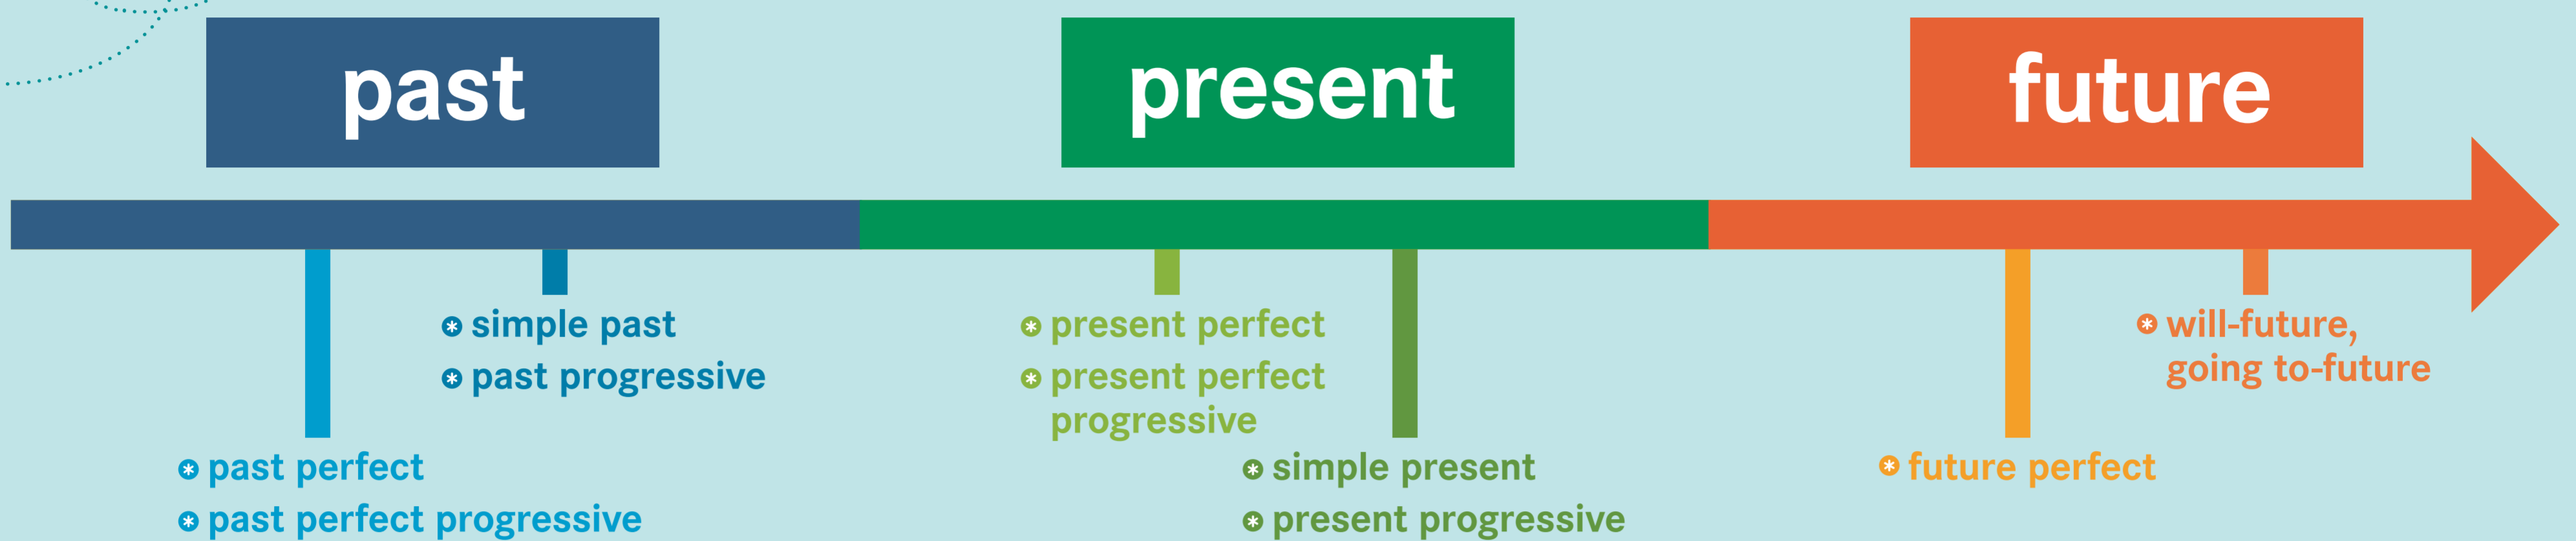 past
present
future
⊛ simple past
⊛ past progressive
⊛ past perfect
⊛ past perfect progressive
⊛ present perfect
⊛ present perfect
progressive
⊛ simple present
⊛ present progressive
⊛ will-future,
going to-future
⊛ future perfect